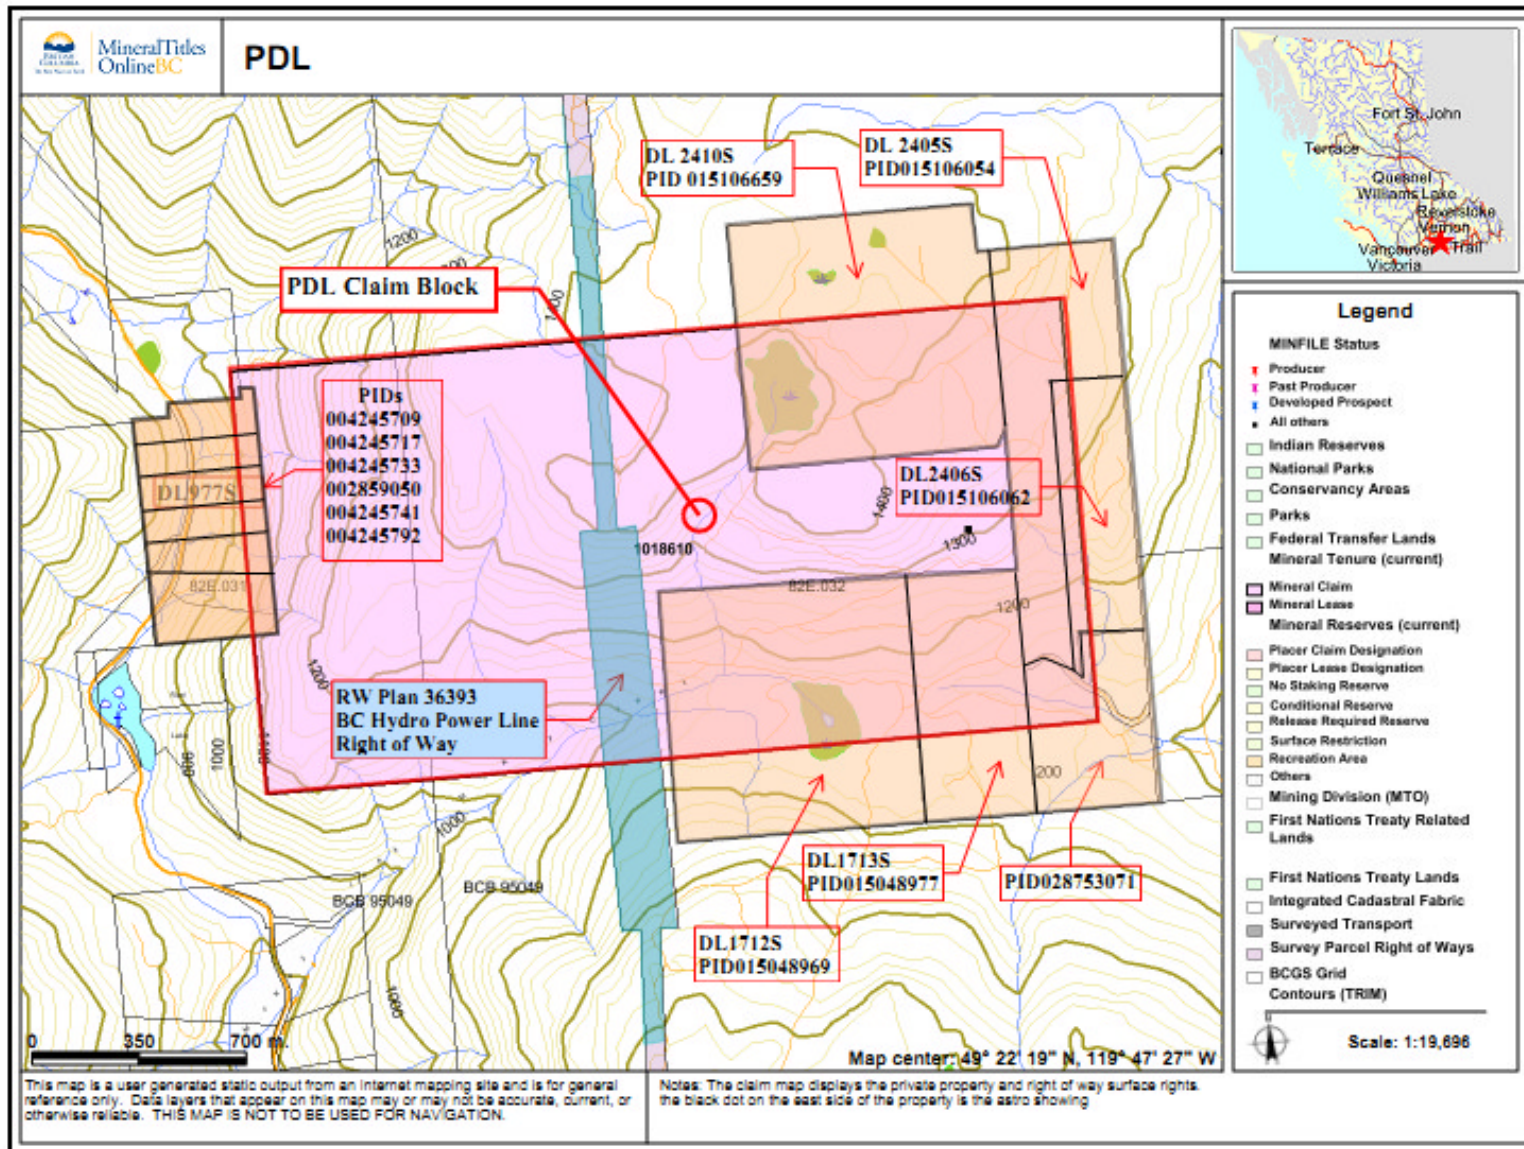 MineralTitles
OnlineBC
PDL
DL 2410S
PID 015106659
DL 2405S
PID015106054
PDL Claim Block
PIDs
004245709
004245717
004245733
002859050
004245741
004245792
DL977S
DL2406S
PID015106062
1018610
82E.031
82E.032
RW Plan 36393
BC Hydro Power Line
Right of Way
DL1713S
PID015048977
PID028753071
DL1712S
PID015048969
BCB 95049
BCB 95049
1200
1400
1300
1200
1200
1000
1000
1000
200
0 350 700 m.
Map center: 49° 22' 19" N, 119° 47' 27" W
Fort St. John
Terrace
Quesnel
Williams Lake
Revelstoke
Vernon
Vancouver
Trail
Victoria
Legend
MINFILE Status
Producer
Past Producer
Developed Prospect
All others
Indian Reserves
National Parks
Conservancy Areas
Parks
Federal Transfer Lands
Mineral Tenure (current)
Mineral Claim
Mineral Lease
Mineral Reserves (current)
Placer Claim Designation
Placer Lease Designation
No Staking Reserve
Conditional Reserve
Release Required Reserve
Surface Restriction
Recreation Area
Others
Mining Division (MTO)
First Nations Treaty Related
Lands
First Nations Treaty Lands
Integrated Cadastral Fabric
Surveyed Transport
Survey Parcel Right of Ways
BCGS Grid
Contours (TRIM)
Scale: 1:19,696
This map is a user generated static output from an Internet mapping site and is for general
reference only. Data layers that appear on this map may or may not be accurate, current, or
otherwise reliable. THIS MAP IS NOT TO BE USED FOR NAVIGATION.
Notes: The claim map displays the private property and right of way surface rights.
the black dot on the east side of the property is the astro showing